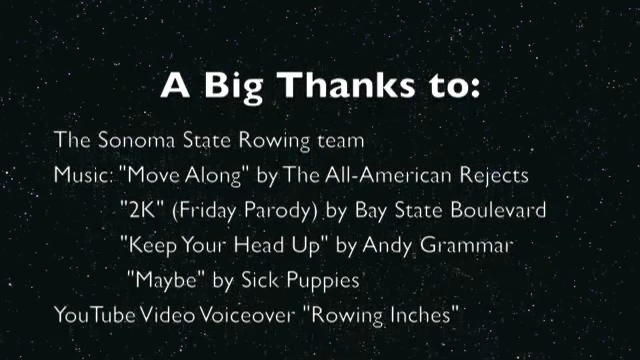 A Big Thanks to:
The Sonoma State Rowing team
Music: "Move Along" by The All-American Rejects
"2K" (Friday Parody) by Bay State Boulevard
"Keep Your Head Up" by Andy Grammar
"Maybe" by Sick Puppies
YouTube Video Voiceover "Rowing Inches"